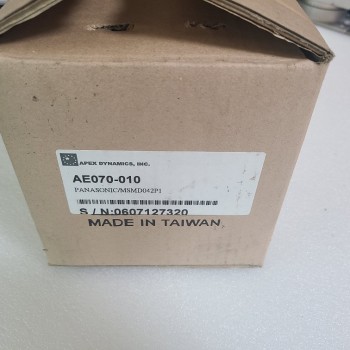 APEX DYNAMICS, INC.
AE070-010
PANASONIC/MSMD042P1
S / N:0607127320
MADE IN TAIWAN